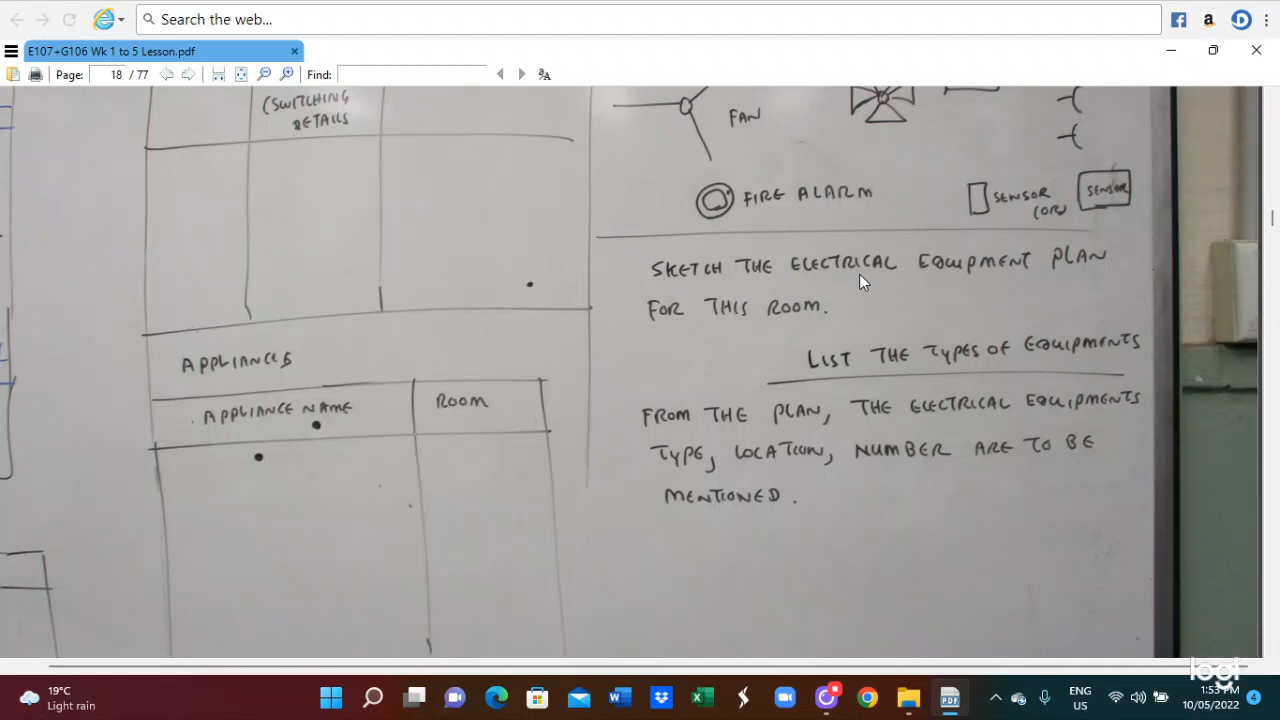 Search the web...
E107+G106 Wk 1 to 5 Lesson.pdf
Page: 18 / 77 Find:
(SWITCHING
DETAILS
FAN
FIRE ALARM
SENSOR
(OR)
SENSOR
SKETCH THE ELECTRICAL EQUIPMENT PLAN
FOR THIS ROOM.
LIST THE TYPES OF EQUIPMENTS
FROM THE PLAN, THE ELECTRICAL EQUIPMENTS
TYPE, LOCATION, NUMBER ARE TO BE
MENTIONED.
APPLIANCES
APPLIANCE NAME
ROOM
logi
19°C
Light rain
ENG
US
1:53 PM
10/05/2022
4